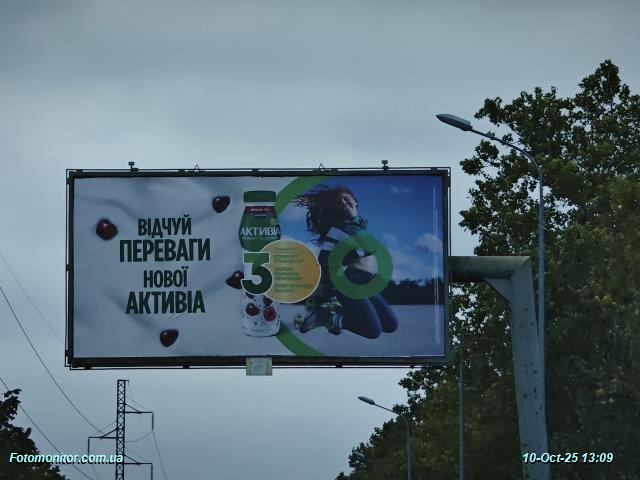 ВІДЧУЙ
ПЕРЕВАГИ
НОВОЇ
АКТИВІА
АКТИВІА
3
Fotomonitor.com.ua
10-Oct-25 13:09